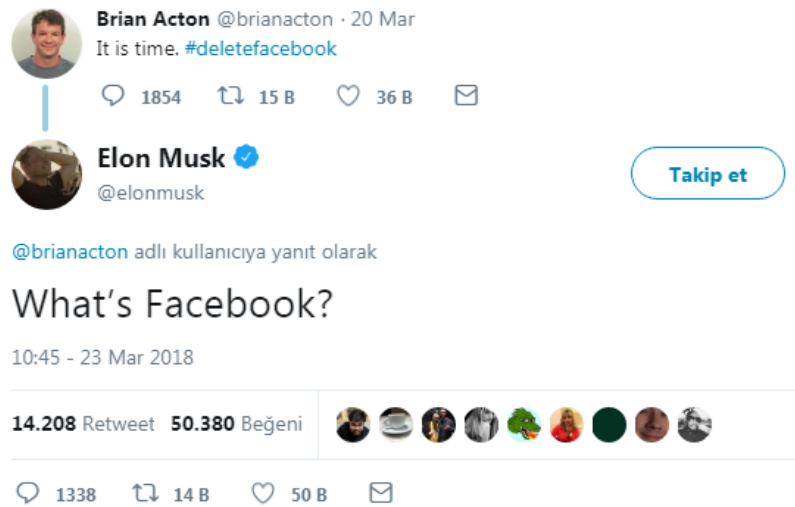 Brian Acton @brianacton · 20 Mar
It is time. #deletefacebook
1854 15 B 36 B
Elon Musk
@elonmusk
Takip et
@brianacton adlı kullanıcıya yanıt olarak
What's Facebook?
10:45 - 23 Mar 2018
14.208 Retweet 50.380 Beğeni
1338 14 B 50 B